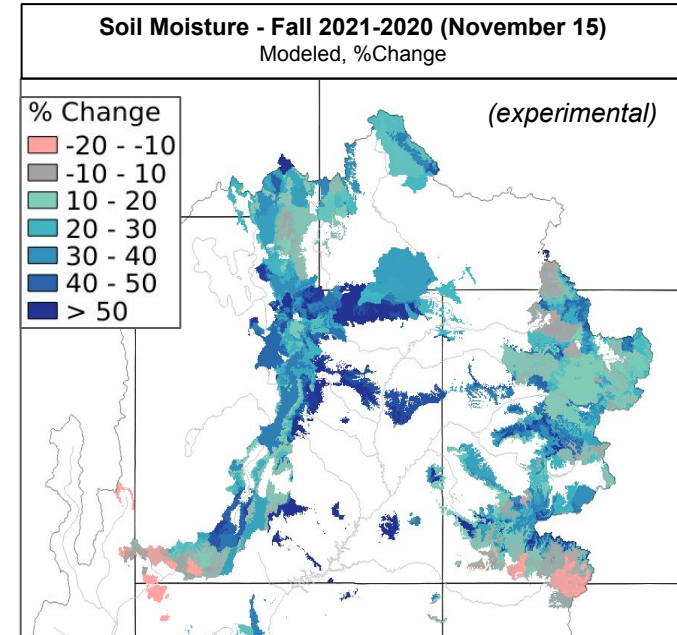 Soil Moisture - Fall 2021-2020 (November 15)
Modeled, %Change
(experimental)
% Change
-20 - -10
-10 - 10
10 - 20
20 - 30
30 - 40
40 - 50
> 50